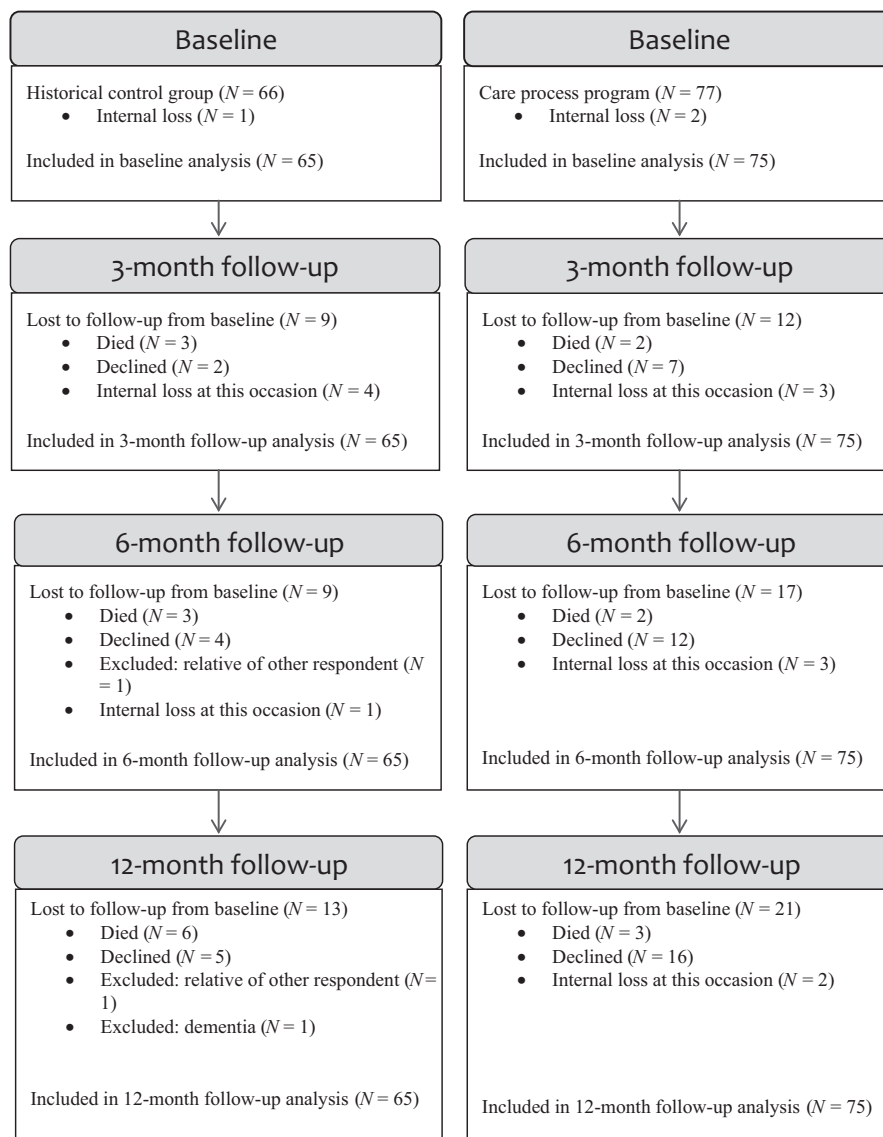 Baseline
Historical control group (N = 66)
• Internal loss (N = 1)
Included in baseline analysis (N = 65)
3-month follow-up
Lost to follow-up from baseline (N = 9)
• Died (N = 3)
• Declined (N = 2)
• Internal loss at this occasion (N = 4)
Included in 3-month follow-up analysis (N = 65)
6-month follow-up
Lost to follow-up from baseline (N = 9)
• Died (N = 3)
• Declined (N = 4)
• Excluded: relative of other respondent (N
= 1)
• Internal loss at this occasion (N = 1)
Included in 6-month follow-up analysis (N = 65)
12-month follow-up
Lost to follow-up from baseline (N = 13)
• Died (N = 6)
• Declined (N = 5)
• Excluded: relative of other respondent (N=
1)
• Excluded: dementia (N = 1)
Included in 12-month follow-up analysis (N = 65)
Baseline
Care process program (N = 77)
• Internal loss (N = 2)
Included in baseline analysis (N = 75)
3-month follow-up
Lost to follow-up from baseline (N = 12)
• Died (N = 2)
• Declined (N = 7)
• Internal loss at this occasion (N = 3)
Included in 3-month follow-up analysis (N = 75)
6-month follow-up
Lost to follow-up from baseline (N = 17)
• Died (N = 2)
• Declined (N = 12)
• Internal loss at this occasion (N = 3)
Included in 6-month follow-up analysis (N = 75)
12-month follow-up
Lost to follow-up from baseline (N = 21)
• Died (N = 3)
• Declined (N = 16)
• Internal loss at this occasion (N = 2)
Included in 12-month follow-up analysis (N = 75)